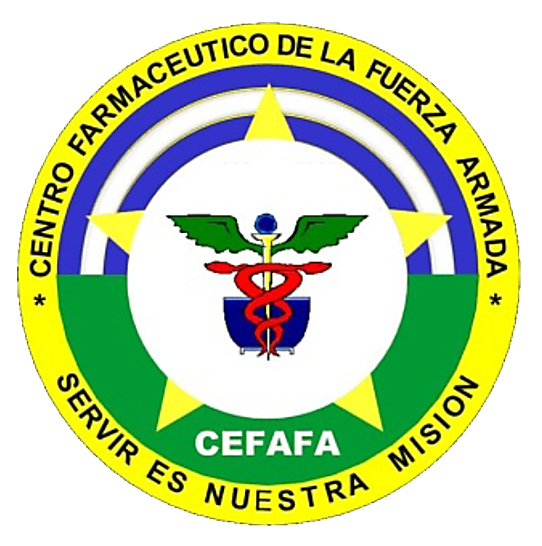 * CENTRO FARMACEUTICO DE LA FUERZA ARMADA *
SERVIR ES NUESTRA MISION
CEFAFA